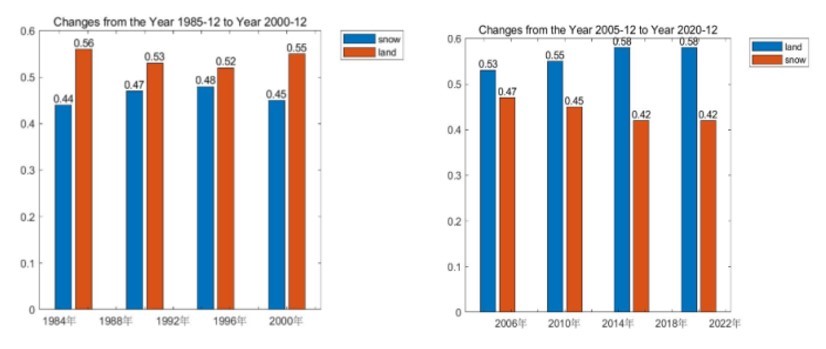 Changes from the Year 1985-12 to Year 2000-12
0.6
0.5
0.4
0.3
0.2
0.1
0
0.44
0.56
0.47
0.53
0.48
0.52
0.45
0.55
1984年
1988年
1992年
1996年
2000年
snow
land
Changes from the Year 2005-12 to Year 2020-12
0.6
0.5
0.4
0.3
0.2
0.1
0
0.53
0.47
0.55
0.45
0.58
0.42
0.58
0.42
2006年
2010年
2014年
2018年
2022年
land
snow